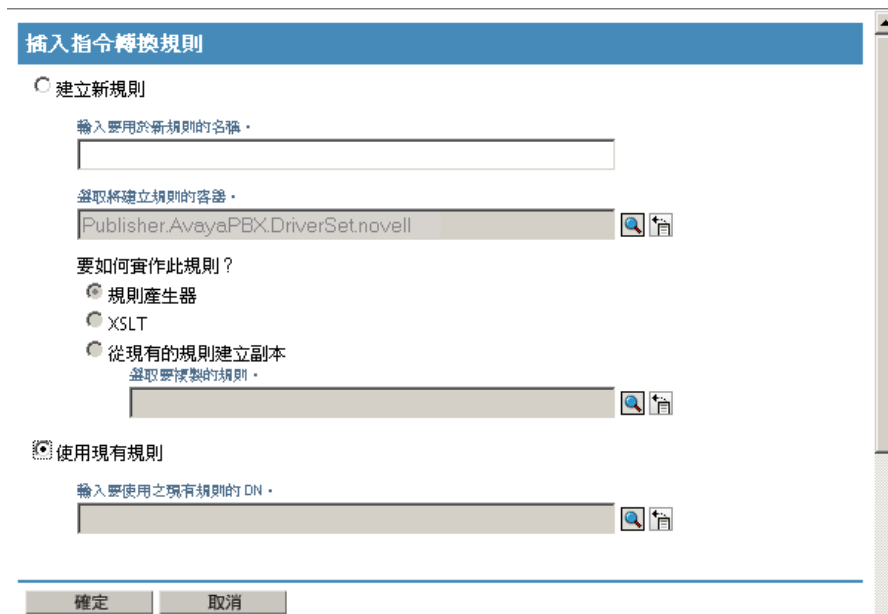 插入指令轉換規則
建立新規則
輸入要用於新規則的名稱。
選取將建立規則的容器。
Publisher.AvayaPBX.DriverSet.novell
要如何實作此規則？
規則產生器
XSLT
從現有的規則建立副本
選取要複製的規則。
使用現有規則
輸入要使用之現有規則的 DN。
確定 取消